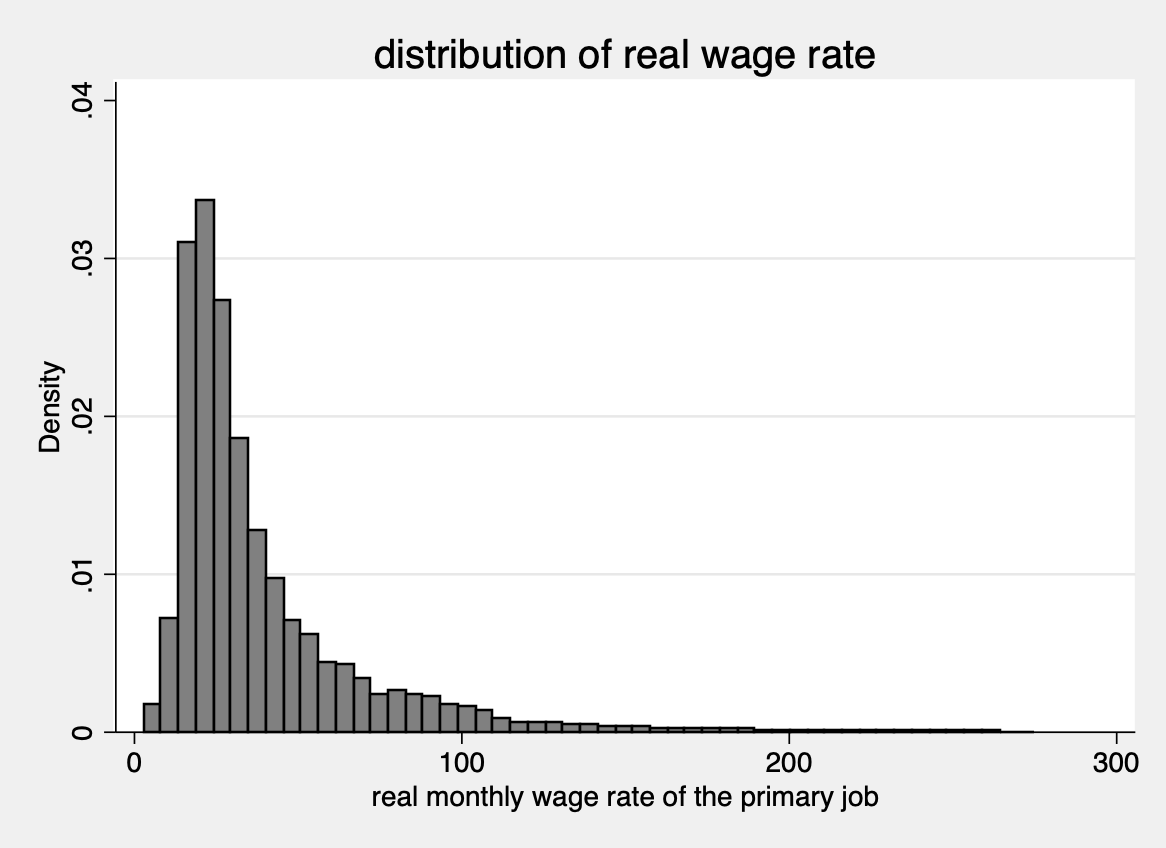 distribution of real wage rate
.04
.03
.02
.01
0
Density
0 100 200 300
real monthly wage rate of the primary job